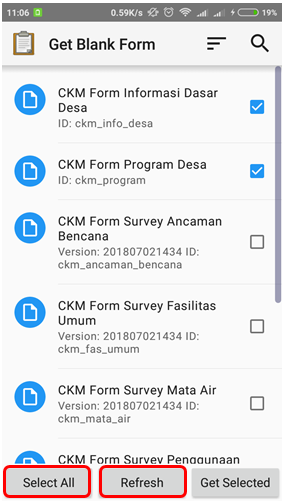 11:06 0.59K/s 19%
Get Blank Form
CKM Form Informasi Dasar
Desa
ID: ckm_info_desa
CKM Form Program Desa
ID: ckm_program
CKM Form Survey Ancaman
Bencana
Version: 201807021434 ID:
ckm_ancaman_bencana
CKM Form Survey Fasilitas
Umum
Version: 201807021434 ID:
ckm_fas_umum
CKM Form Survey Mata Air
Version: 201807021434 ID:
ckm_mata_air
CKM Form Survey Penggunaan
Select All Refresh Get Selected